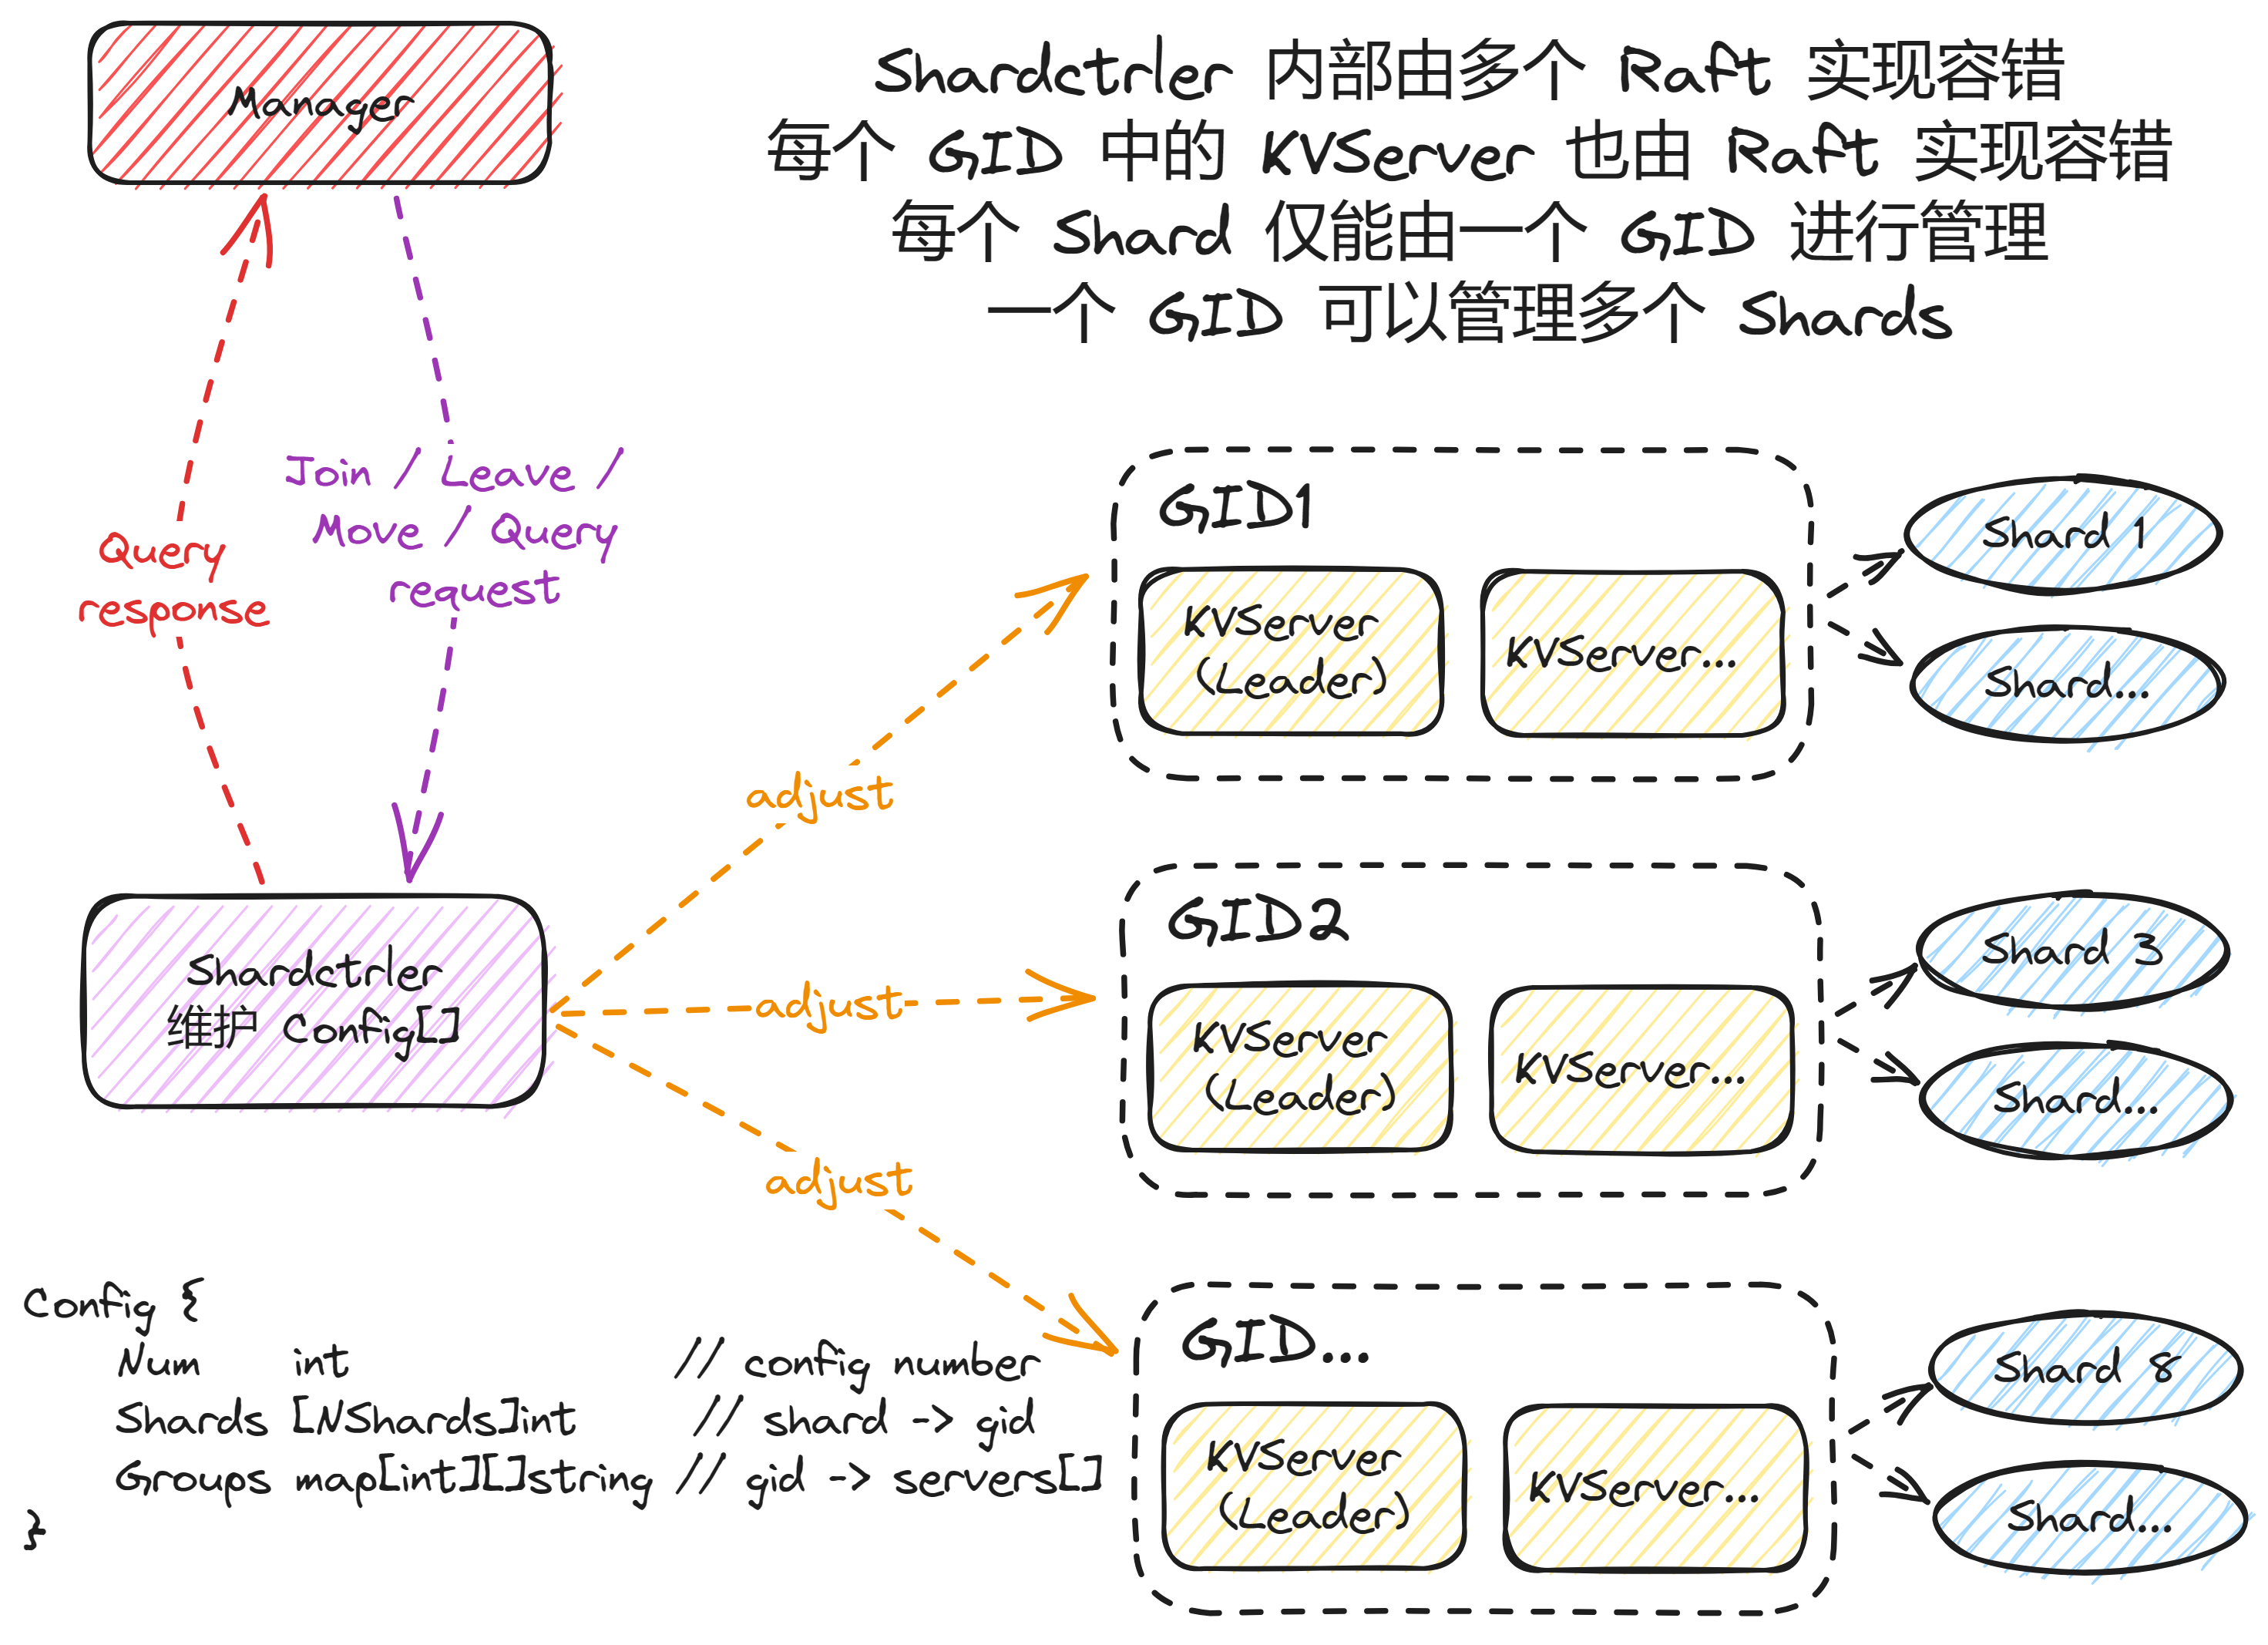 Manager
Shardctrler 内部由多个 Raft 实现容错
每个 GID 中的 KVServer 也由 Raft 实现容错
每个 Shard 仅能由一个 GID 进行管理
一个 GID 可以管理多个 Shards
Join / Leave /
Move / Query
request
Query
response
Shardctrler
维护 Config[]
adjust
adjust
adjust
GID1
KVServer
(Leader)
KVServer...
Shard 1
Shard...
GID2
KVServer
(Leader)
KVServer...
Shard 3
Shard...
GID...
KVServer
(Leader)
KVServer...
Shard 8
Shard...
Config {
Num int // config number
Shards [NShards]int // shard -> gid
Groups map[int][]string // gid -> servers[]
}